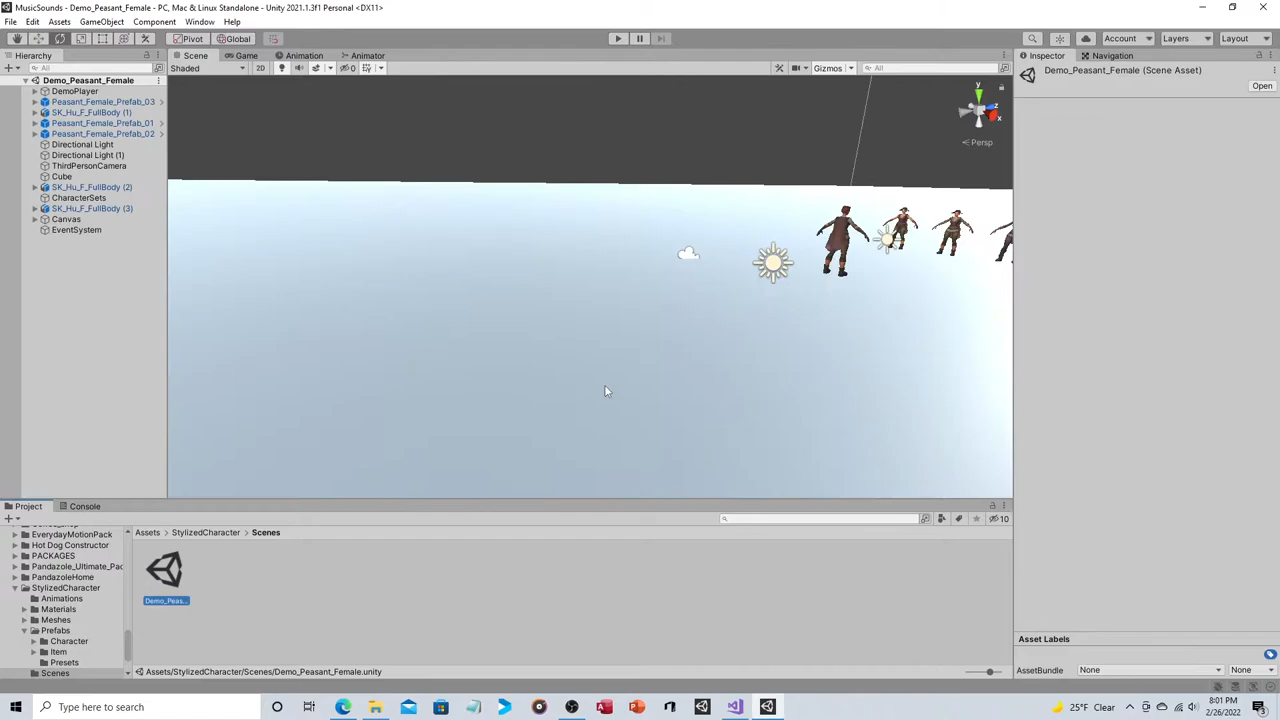 MusicSounds - Demo_Peasant_Female - PC, Mac & Linux Standalone - Unity 2021.1.3f1 Personal <DX11>
File Edit Assets GameObject Component Window Help
Pivot Global Account Layers Layout
Hierarchy Scene Game Animation Animator Inspector Navigation
All Shaded 2D 0 Gizmos All
Demo_Peasant_Female (Scene Asset)
Open
Demo_Peasant_Female
DemoPlayer
Peasant_Female_Prefab_03
SK_Hu_F_FullBody (1)
Peasant_Female_Prefab_01
Peasant_Female_Prefab_02
Directional Light
Directional Light (1)
ThirdPersonCamera
Cube
SK_Hu_F_FullBody (2)
CharacterSets
SK_Hu_F_FullBody (3)
Canvas
EventSystem
y
z
x
Persp
Project Console
10
EverydayMotionPack
Hot Dog Constructor
PACKAGES
Pandazole_Ultimate_Pac
PandazoleHome
StylizedCharacter
Animations
Materials
Meshes
Prefabs
Character
Item
Presets
Scenes
Assets > StylizedCharacter > Scenes
Demo_Peas...
Assets/StylizedCharacter/Scenes/Demo_Peasant_Female.unity
Asset Labels
AssetBundle None None
Type here to search
25°F Clear
8:01 PM
2/26/2022